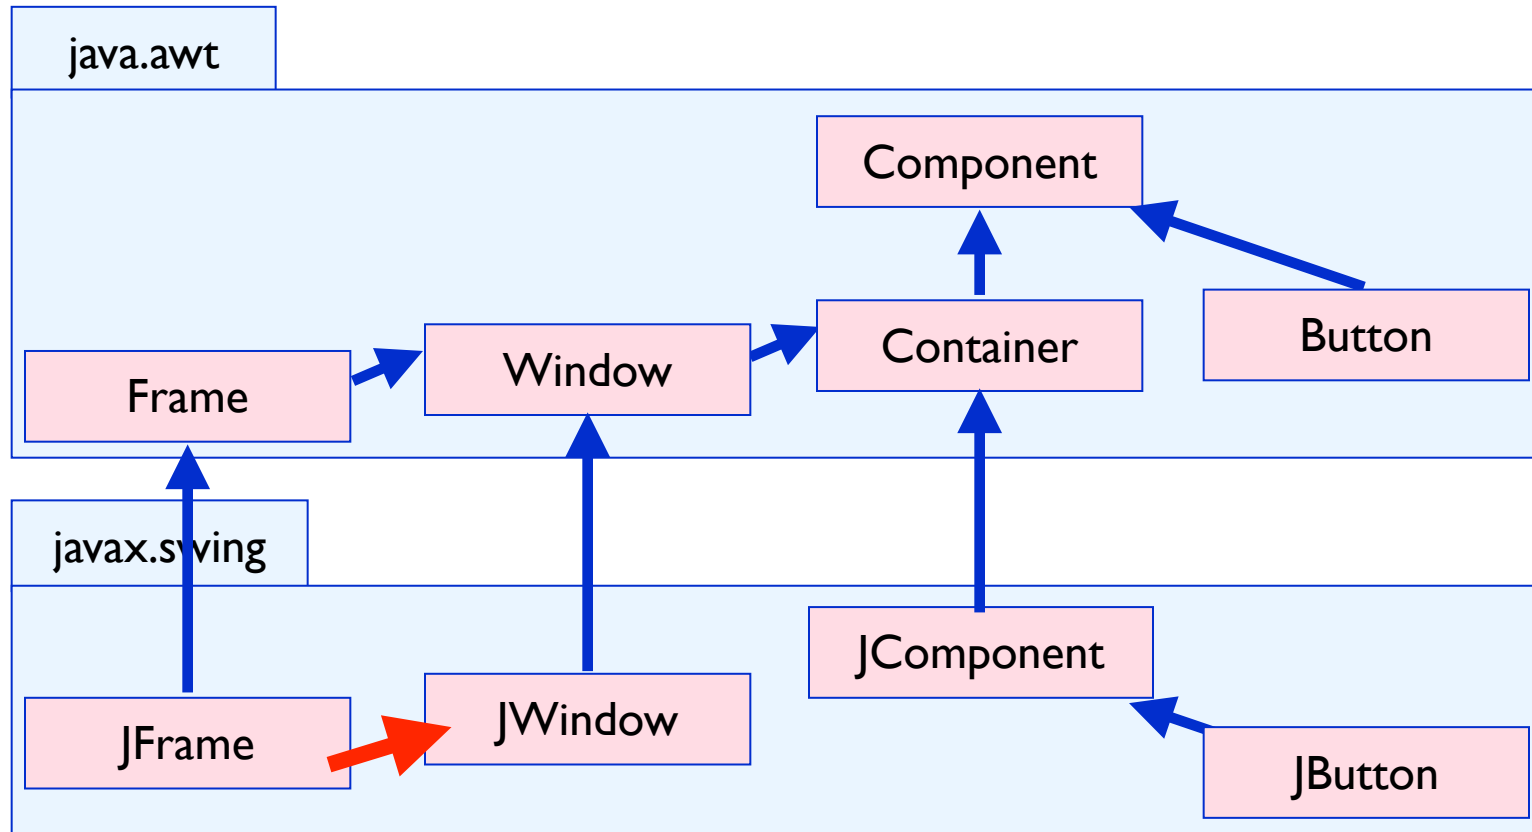 java.awt
Component
Button
Container
Window
Frame
javax.swing
JComponent
JWindow
JFrame
JButton